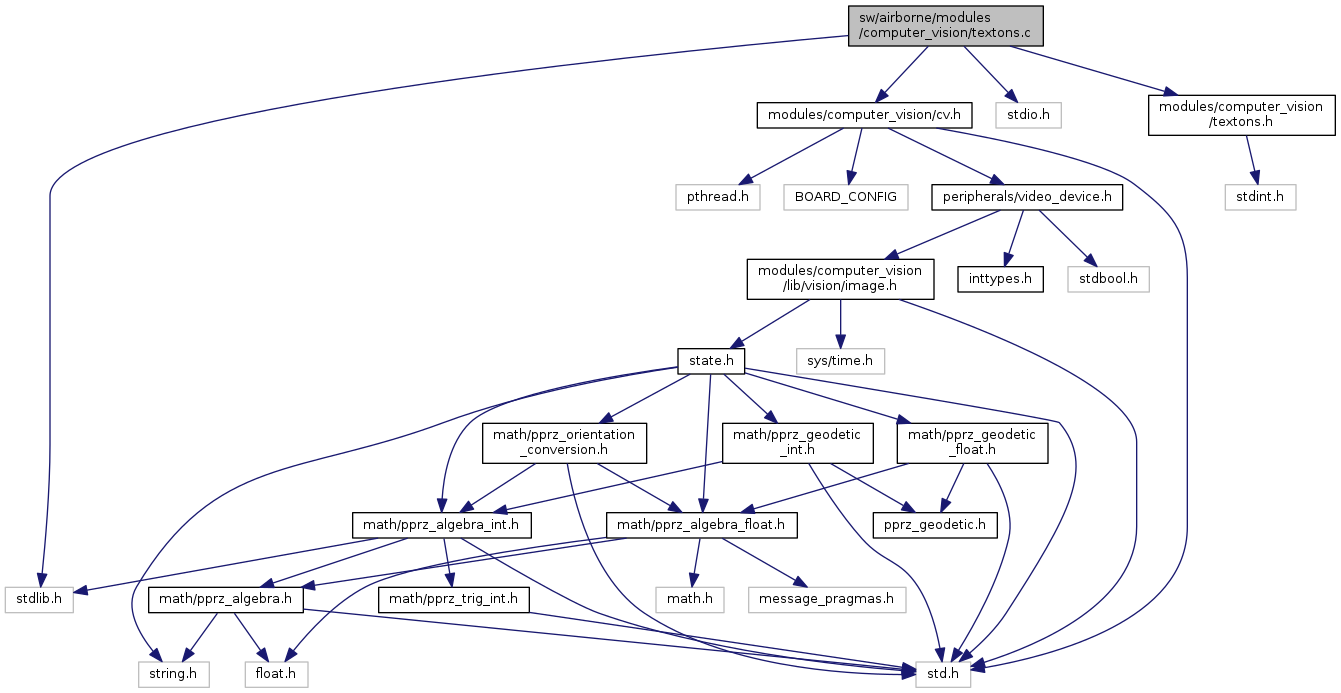 sw/airborne/modules
/computer_vision/textons.c
modules/computer_vision/cv.h
stdio.h
modules/computer_vision
/textons.h
pthread.h
BOARD_CONFIG
peripherals/video_device.h
stdint.h
modules/computer_vision
/lib/vision/image.h
inttypes.h
stdbool.h
state.h
sys/time.h
math/pprz_orientation
_conversion.h
math/pprz_geodetic
_int.h
math/pprz_geodetic
_float.h
math/pprz_algebra_int.h
math/pprz_algebra_float.h
pprz_geodetic.h
stdlib.h
math/pprz_algebra.h
math/pprz_trig_int.h
math.h
message_pragmas.h
string.h
float.h
std.h